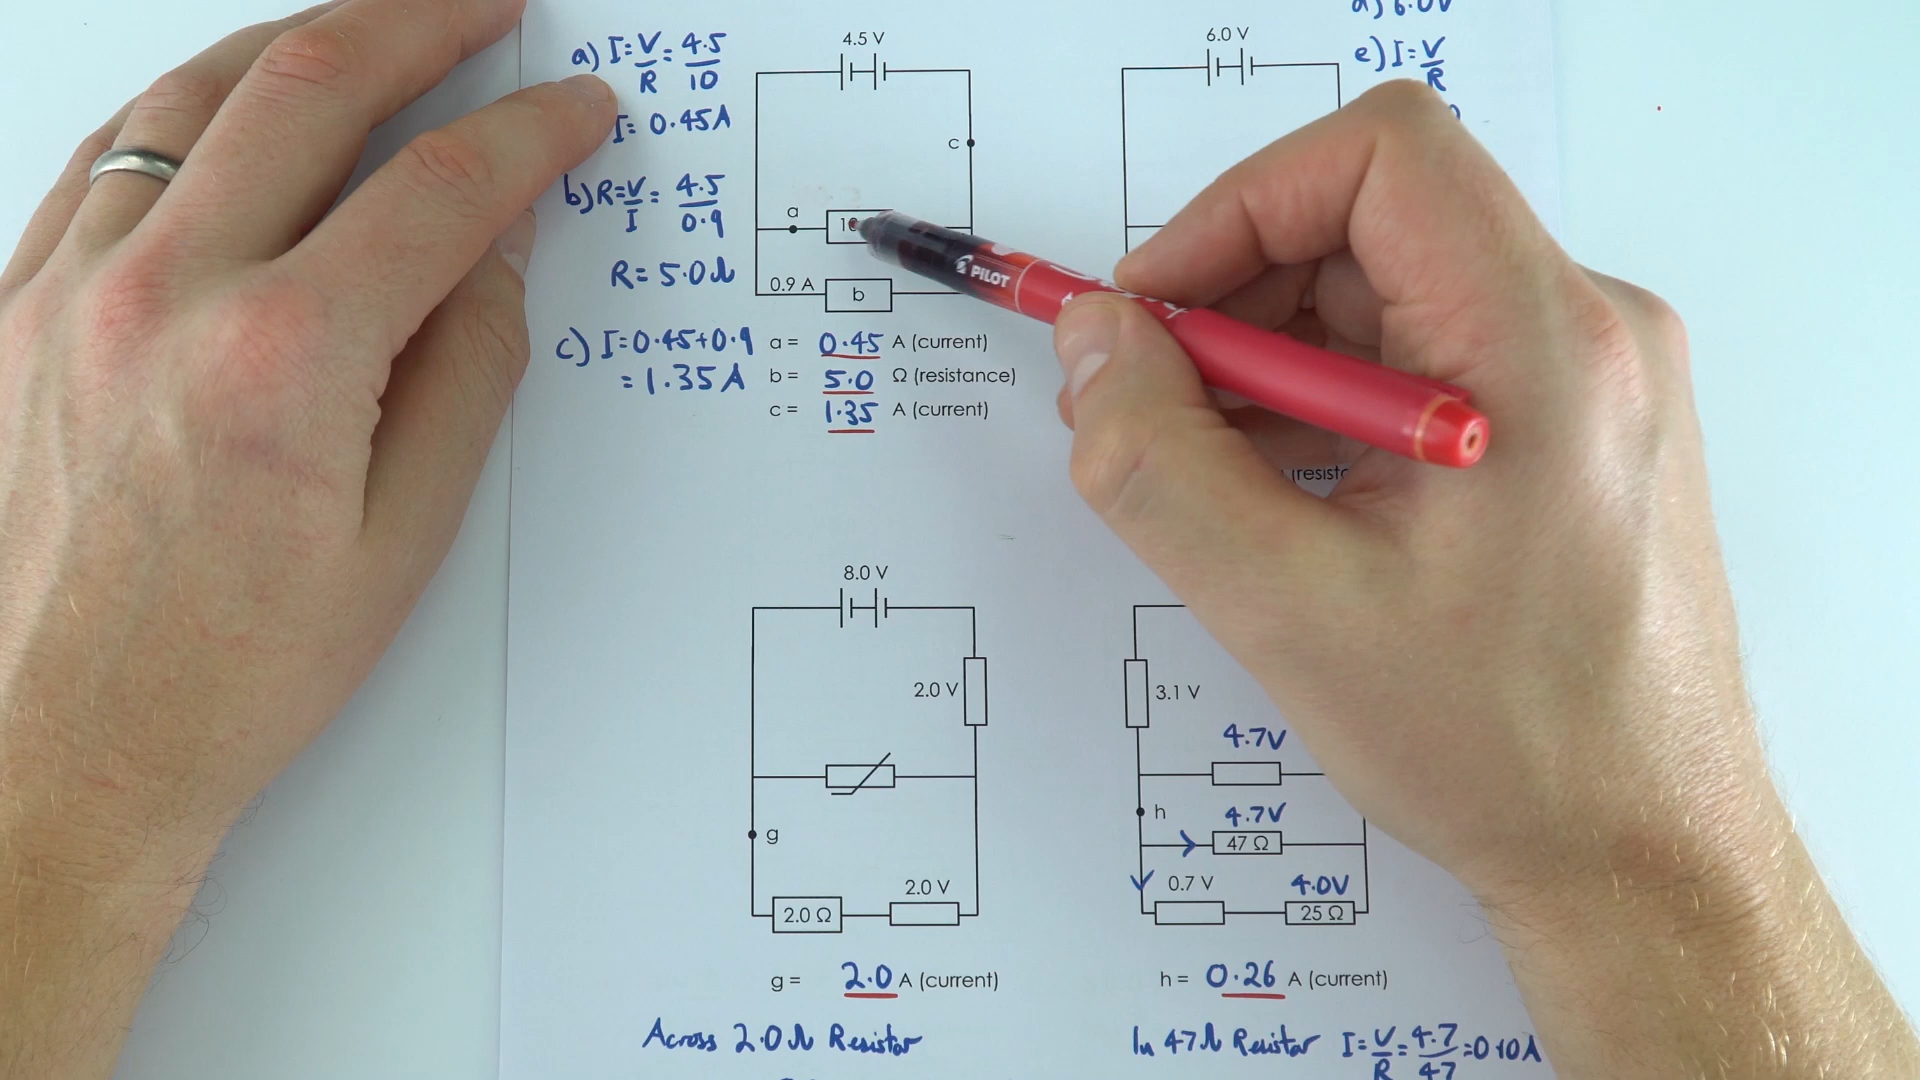 a) I = V/R = 4.5/10
I = 0.45A
b) R = V/I = 4.5/0.9
R = 5.0Ω
c) I = 0.45 + 0.9
= 1.35A
4.5 V
c
a
0.9 A
b
a = 0.45 A (current)
b = 5.0 Ω (resistance)
c = 1.35 A (current)
PILOT
6.0 V
d) 6.0V
e) I = V/R
8.0 V
2.0 V
g
2.0 V
2.0 Ω
g = 2.0 A (current)
Across 2.0Ω Resistor
3.1 V
4.7V
h
4.7V
47 Ω
0.7 V
4.0V
25 Ω
h = 0.26 A (current)
In 47Ω Resistor I = V/R = 4.7/47 = 0.10A